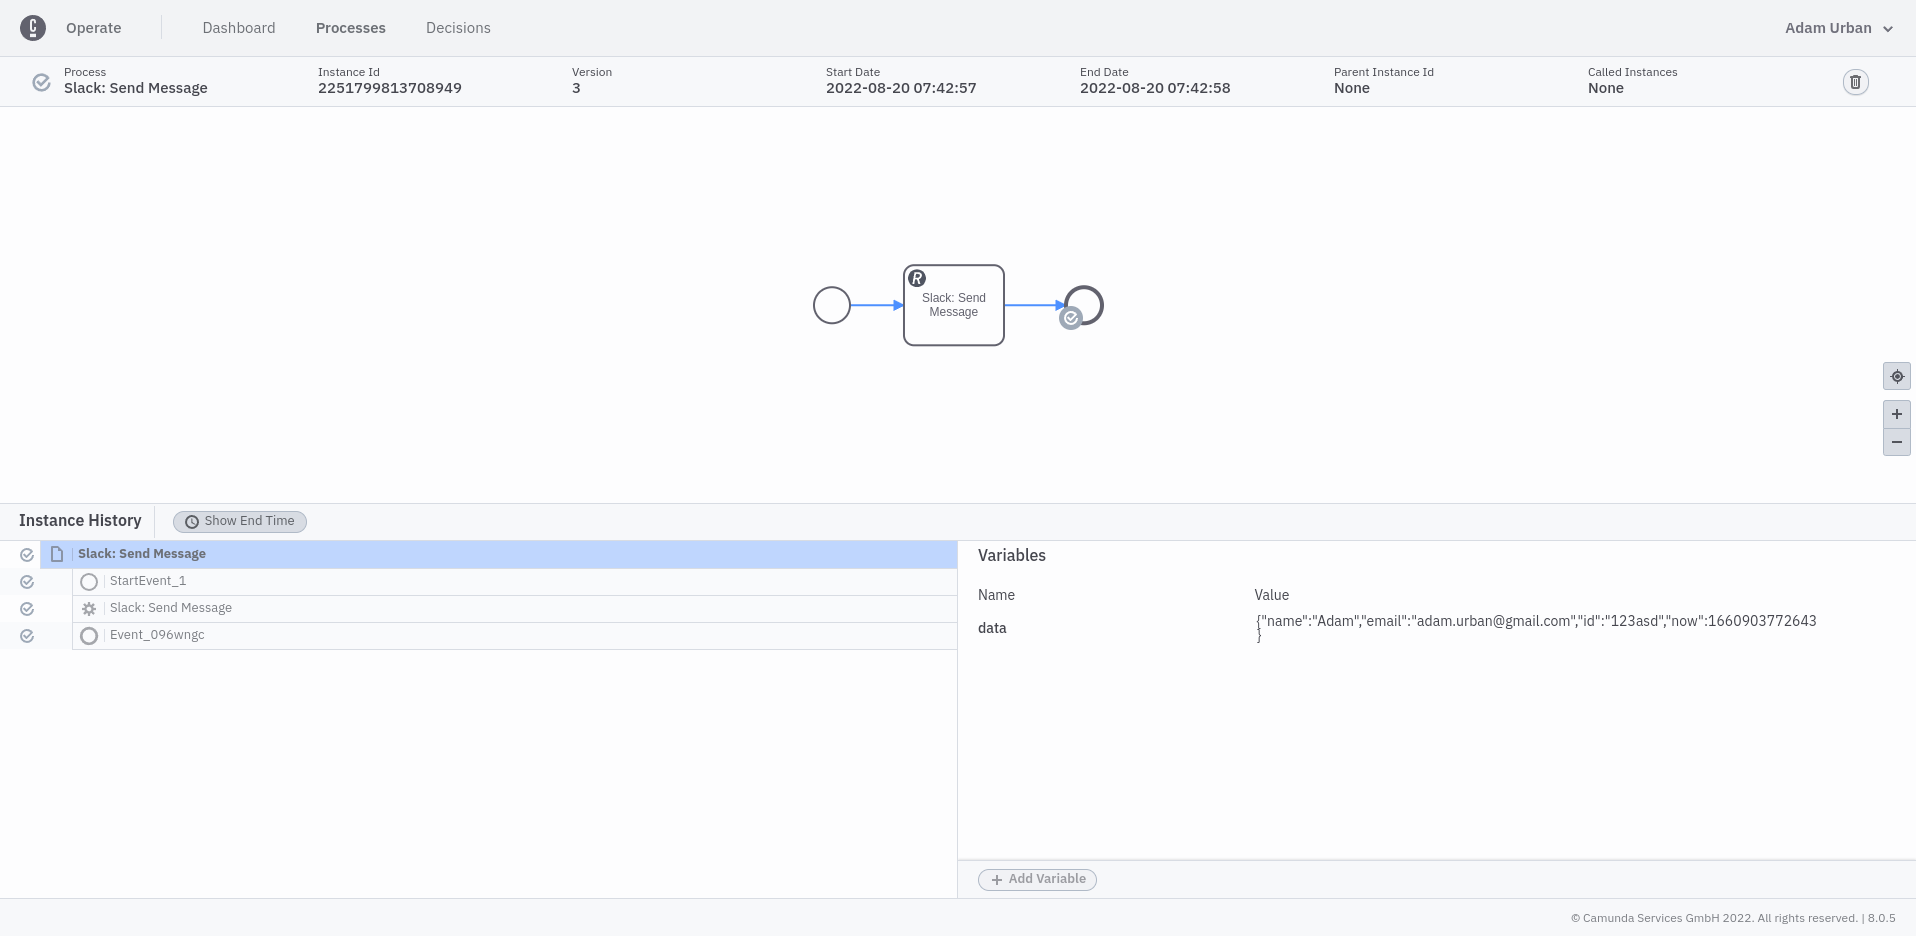 Operate Dashboard Processes Decisions Adam Urban
Process Instance Id Version Start Date End Date Parent Instance Id Called Instances
Slack: Send Message 2251799813708949 3 2022-08-20 07:42:57 2022-08-20 07:42:58 None None
R
Slack: Send
Message
Instance History Show End Time
Slack: Send Message
StartEvent_1
Slack: Send Message
Event_096wngc
Variables
Name Value
data {"name":"Adam","email":"adam.urban@gmail.com","id":"123asd","now":1660903772643
}
Add Variable
© Camunda Services GmbH 2022. All rights reserved. | 8.0.5